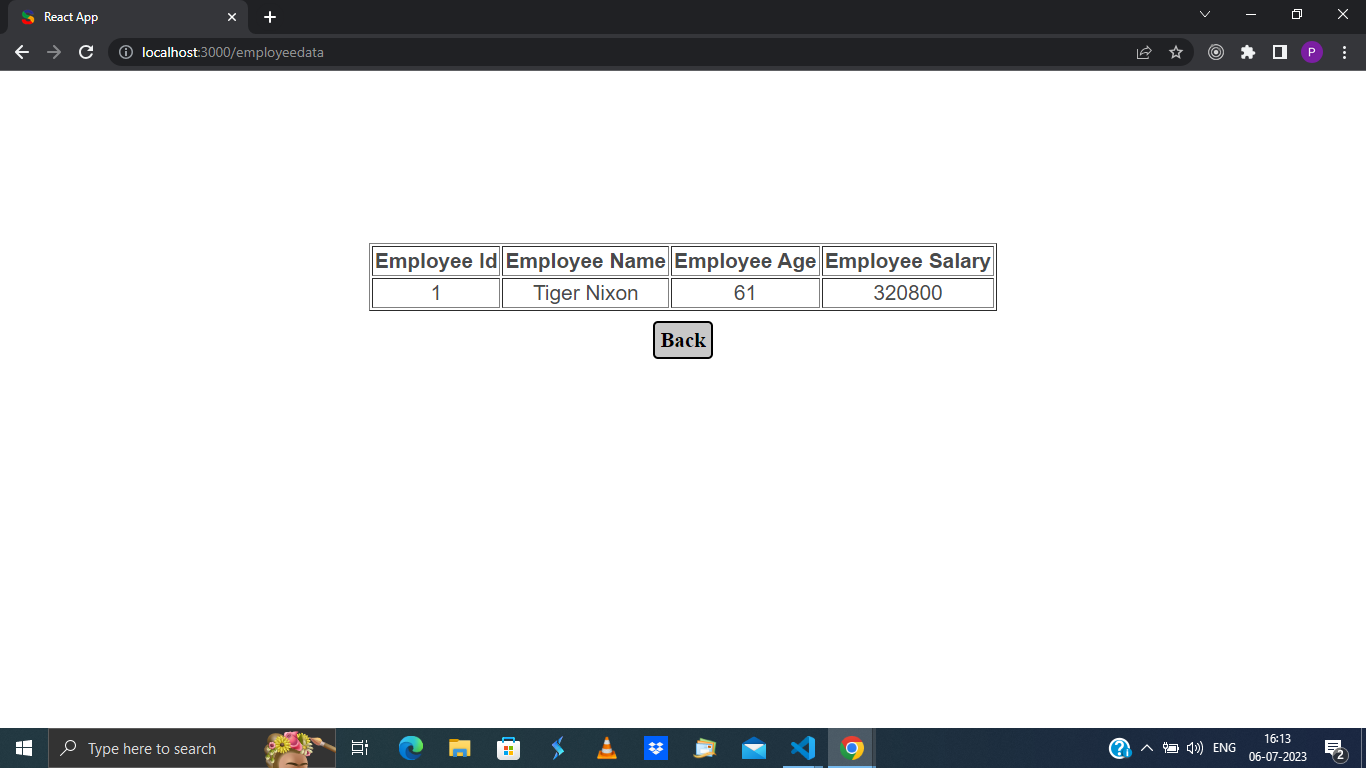 React App
localhost:3000/employeedata
P
Employee Id Employee Name Employee Age Employee Salary
1 Tiger Nixon 61 320800
Back
Type here to search
ENG
16:13
06-07-2023
2